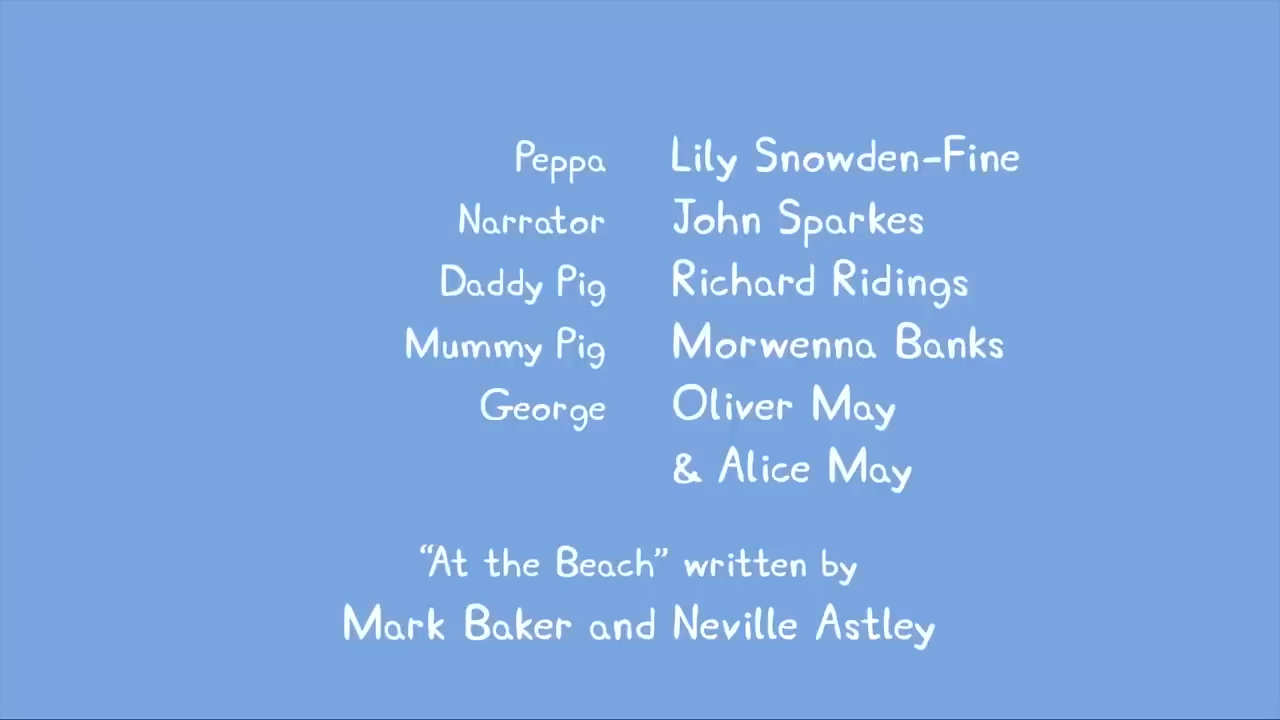 Peppa Lily Snowden-Fine
Narrator John Sparkes
Daddy Pig Richard Ridings
Mummy Pig Morwenna Banks
George Oliver May
& Alice May
“At the Beach” written by
Mark Baker and Neville Astley